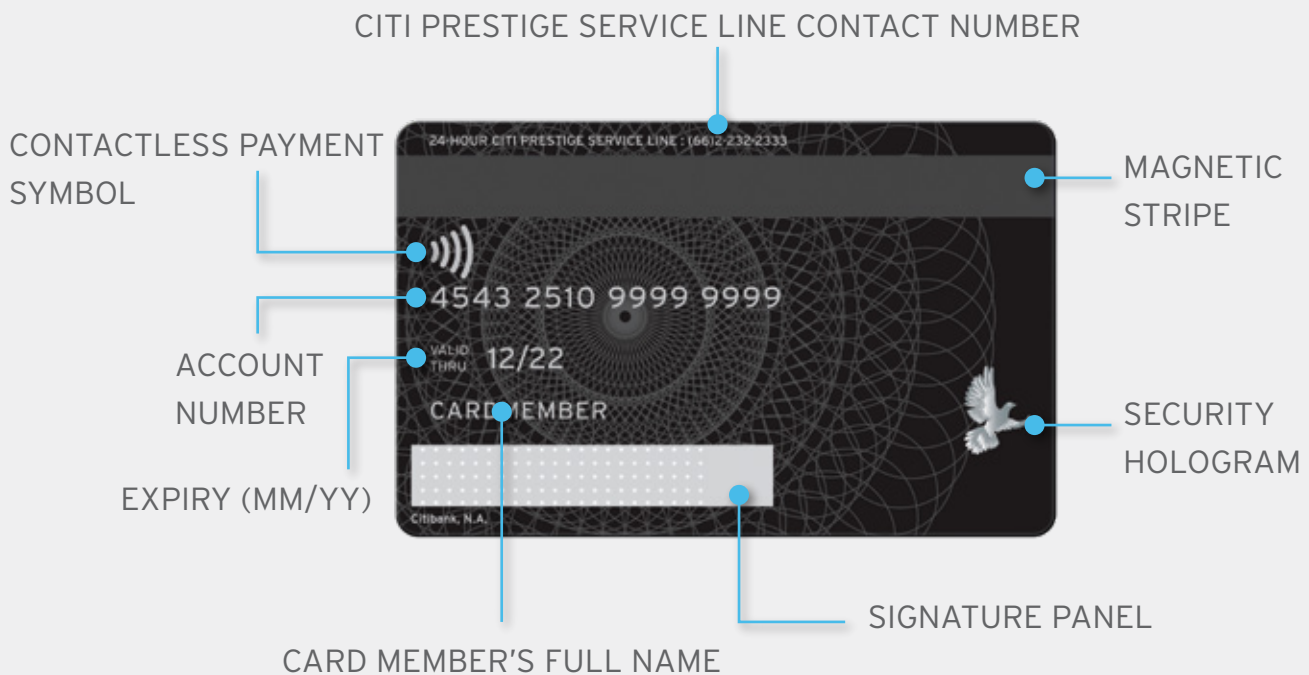 CITI PRESTIGE SERVICE LINE CONTACT NUMBER
24-HOUR CITI PRESTIGE SERVICE LINE : (66)2-232-2333
CONTACTLESS PAYMENT
SYMBOL
MAGNETIC
STRIPE
4543 2510 9999 9999
ACCOUNT
NUMBER
VALID
THRU 12/22
EXPIRY (MM/YY)
CARD MEMBER
SECURITY
HOLOGRAM
Citibank, N.A.
SIGNATURE PANEL
CARD MEMBER'S FULL NAME